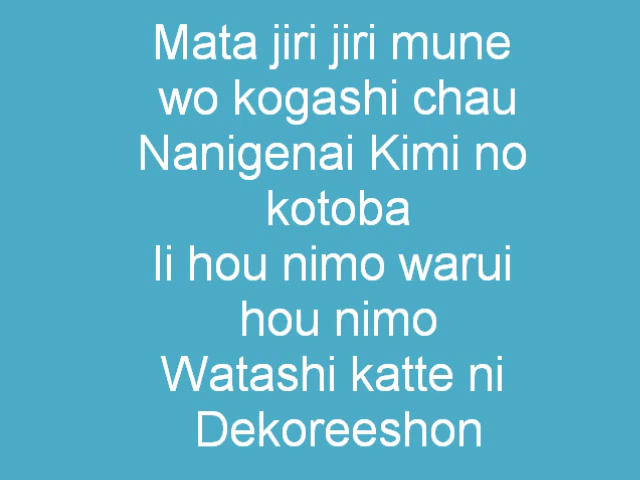 Mata jiri jiri mune
wo kogashi chau
Nanigenai Kimi no
kotoba
Ii hou nimo warui
hou nimo
Watashi katte ni
Dekoreeshon